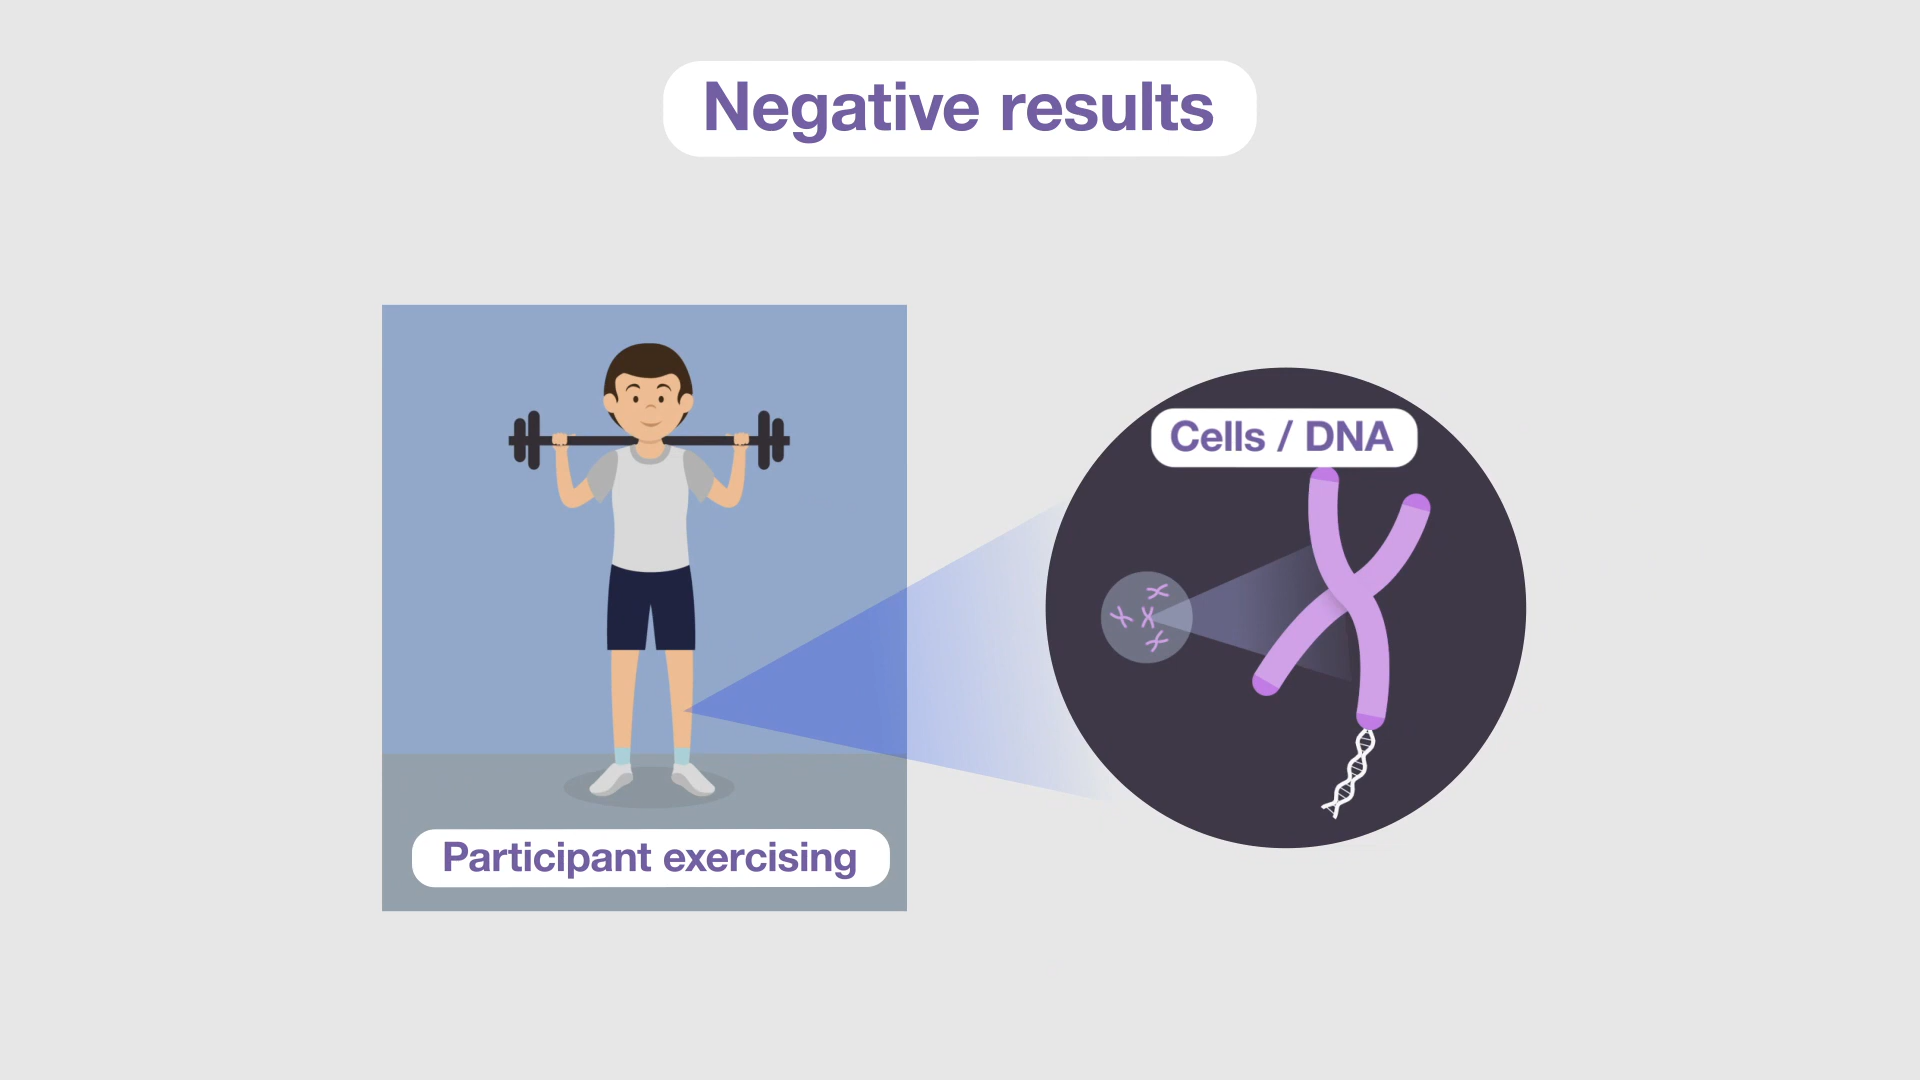 Negative results
Cells / DNA
Participant exercising